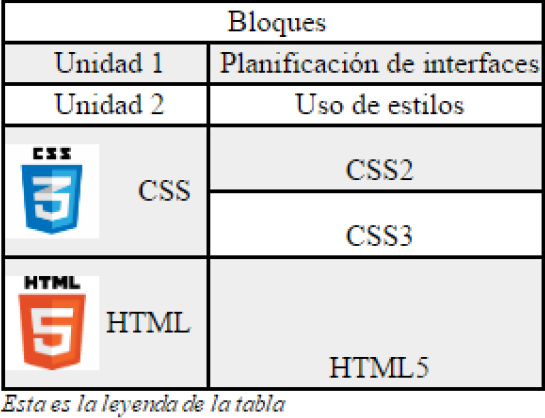 Bloques
Unidad 1 Planificación de interfaces
Unidad 2 Uso de estilos
CSS
3
CSS
CSS2
CSS3
HTML
5
HTML
HTML5
Esta es la leyenda de la tabla